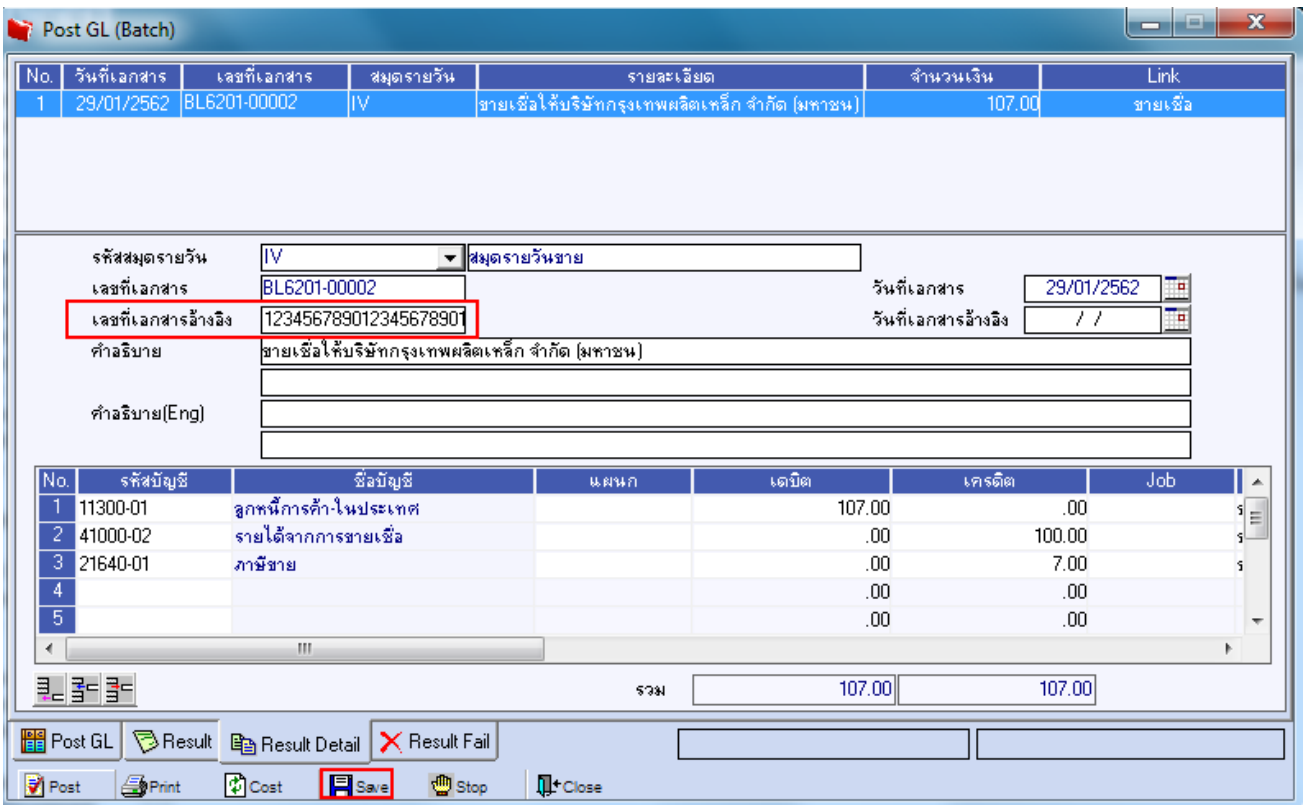 Post GL (Batch)
No. วันที่เอกสาร เลขที่เอกสาร สมุดรายวัน รายละเอียด จำนวนเงิน Link
1 29/01/2562 BL6201-00002 IV ขายเชื่อให้บริษัทกรุงเทพผลิตเหล็ก จำกัด (มหาชน) 107.00 ขายเชื่อ
รหัสสมุดรายวัน IV สมุดรายวันขาย
เลขที่เอกสาร BL6201-00002 วันที่เอกสาร 29/01/2562
เลขที่เอกสารอ้างอิง 123456789012345678901 วันที่เอกสารอ้างอิง / /
คำอธิบาย ขายเชื่อให้บริษัทกรุงเทพผลิตเหล็ก จำกัด (มหาชน)
คำอธิบาย(Eng)
No. รหัสบัญชี ชื่อบัญชี แผนก เดบิต เครดิต Job
1 11300-01 ลูกหนี้การค้า-ในประเทศ 107.00 .00
2 41000-02 รายได้จากการขายเชื่อ .00 100.00
3 21640-01 ภาษีขาย .00 7.00
4 .00 .00
5 .00 .00
รวม 107.00 107.00
Post GL Result Result Detail Result Fail
Post Print Cost Save Stop Close